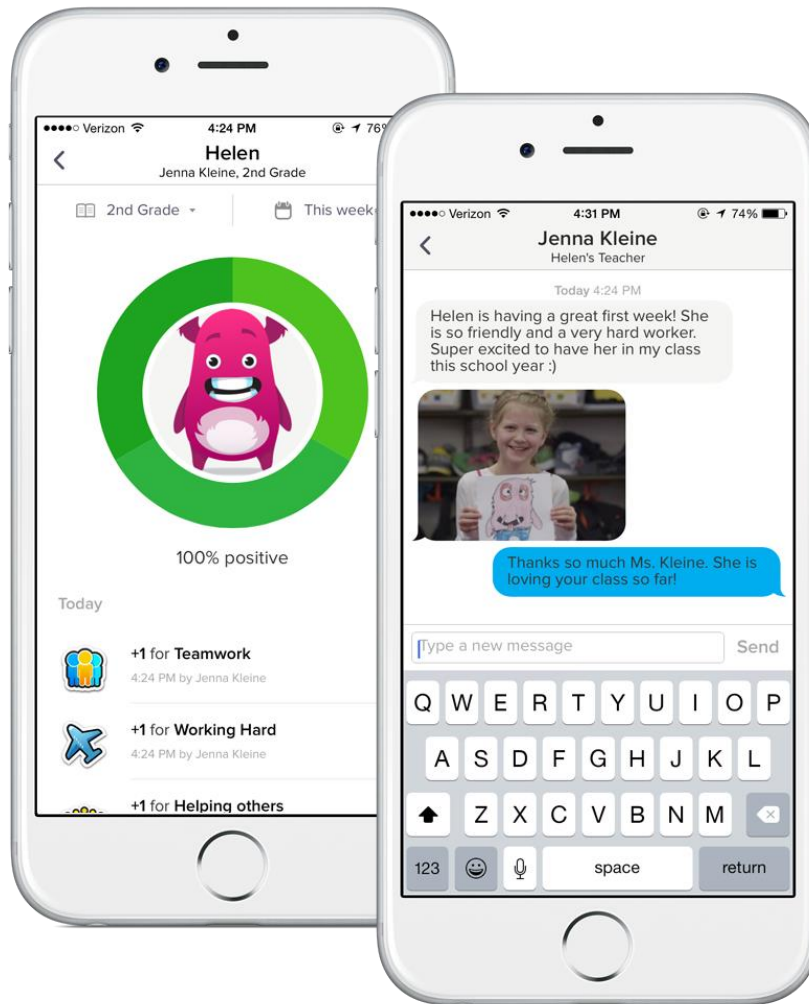 Verizon 4:24 PM 76%
Helen
Jenna Kleine, 2nd Grade
2nd Grade This week
100% positive
Today
+1 for Teamwork
4:24 PM by Jenna Kleine
+1 for Working Hard
4:24 PM by Jenna Kleine
+1 for Helping others
Verizon 4:31 PM 74%
Jenna Kleine
Helen's Teacher
Today 4:24 PM
Helen is having a great first week! She
is so friendly and a very hard worker.
Super excited to have her in my class
this school year :)
Thanks so much Ms. Kleine. She is
loving your class so far!
Type a new message Send
Q W E R T Y U I O P
A S D F G H J K L
Z X C V B N M
123 space return